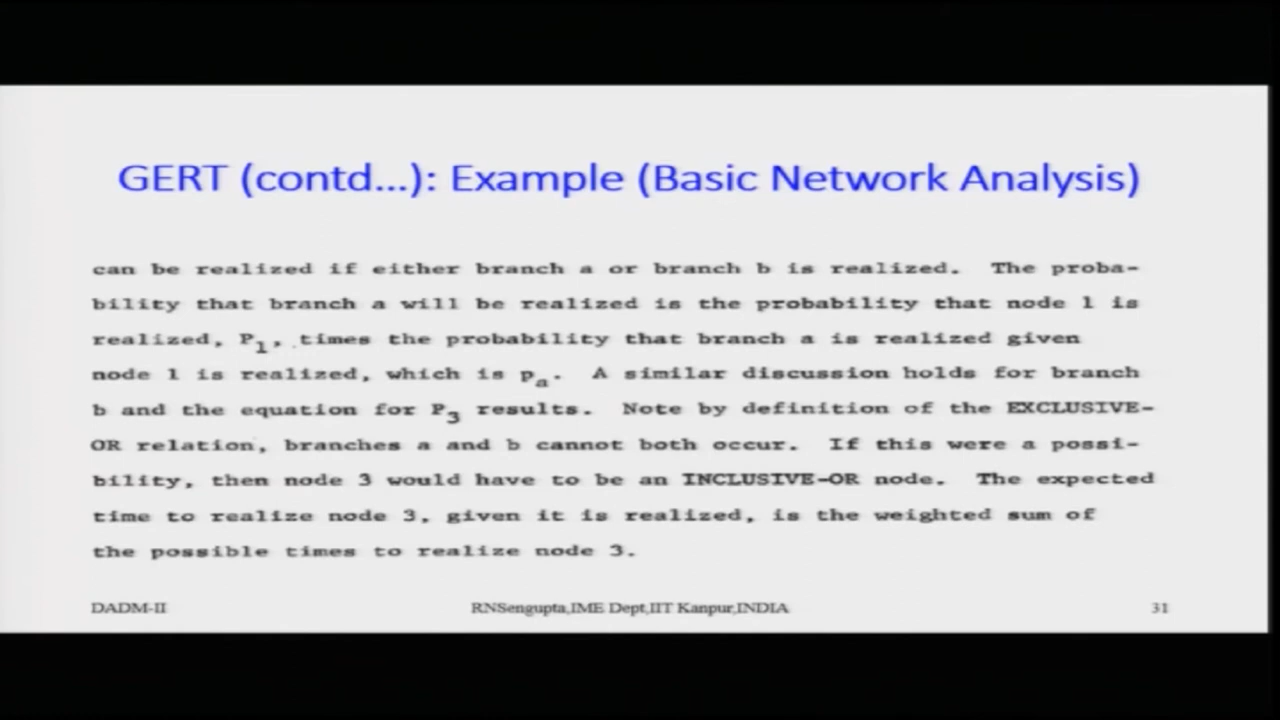 GERT (contd...): Example (Basic Network Analysis)
can be realized if either branch a or branch b is realized. The proba-
bility that branch a will be realized is the probability that node 1 is
realized, P1, times the probability that branch a is realized given
node 1 is realized, which is pa. A similar discussion holds for branch
b and the equation for P3 results. Note by definition of the EXCLUSIVE-
OR relation, branches a and b cannot both occur. If this were a possi-
bility, then node 3 would have to be an INCLUSIVE-OR node. The expected
time to realize node 3, given it is realized, is the weighted sum of
the possible times to realize node 3.
DADM-II RNSengupta,IME Dept,IIT Kanpur,INDIA 31